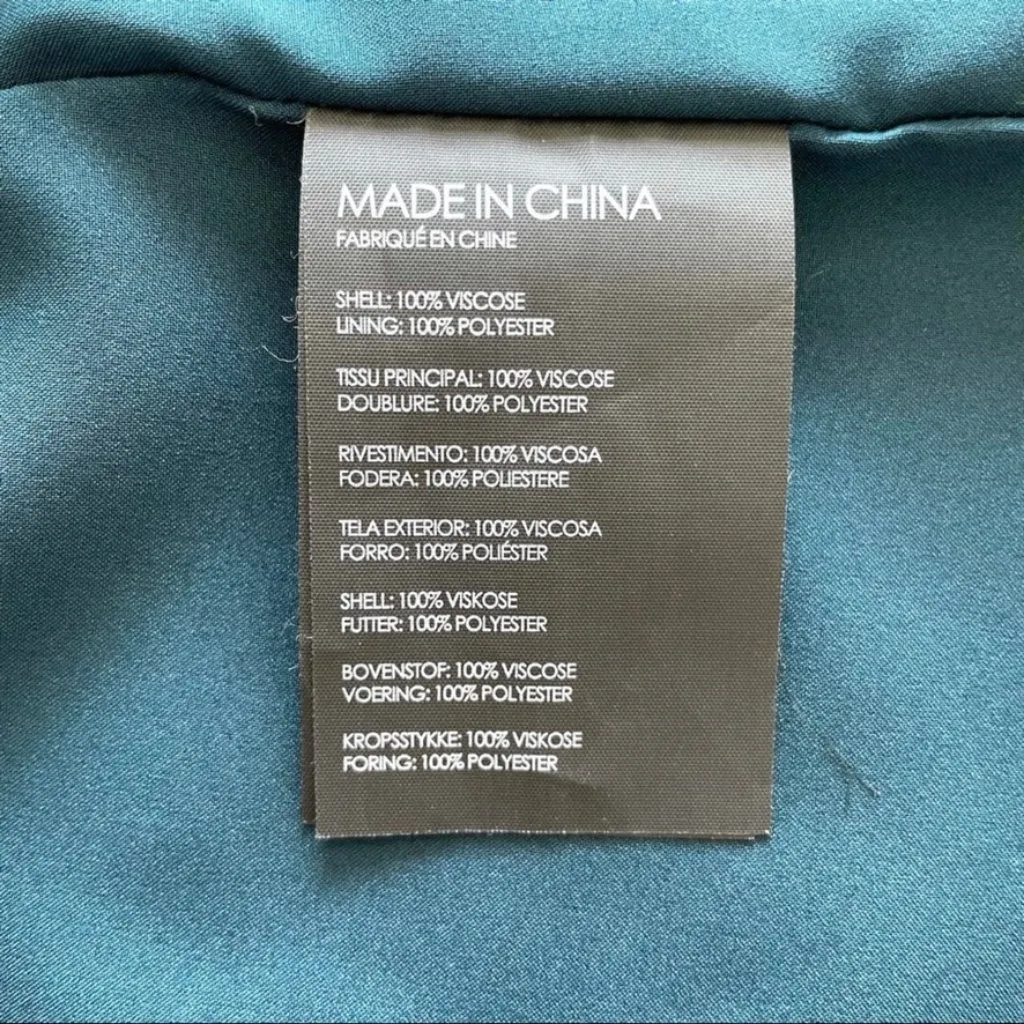 MADE IN CHINA
FABRIQUÉ EN CHINE
SHELL: 100% VISCOSE
LINING: 100% POLYESTER
TISSU PRINCIPAL: 100% VISCOSE
DOUBLURE: 100% POLYESTER
RIVESTIMENTO: 100% VISCOSA
FODERA: 100% POLIESTERE
TELA EXTERIOR: 100% VISCOSA
FORRO: 100% POLIÉSTER
SHELL: 100% VISKOSE
FUTTER: 100% POLYESTER
BOVENSTOF: 100% VISCOSE
VOERING: 100% POLYESTER
KROPSSTYKKE: 100% VISKOSE
FORING: 100% POLYESTER